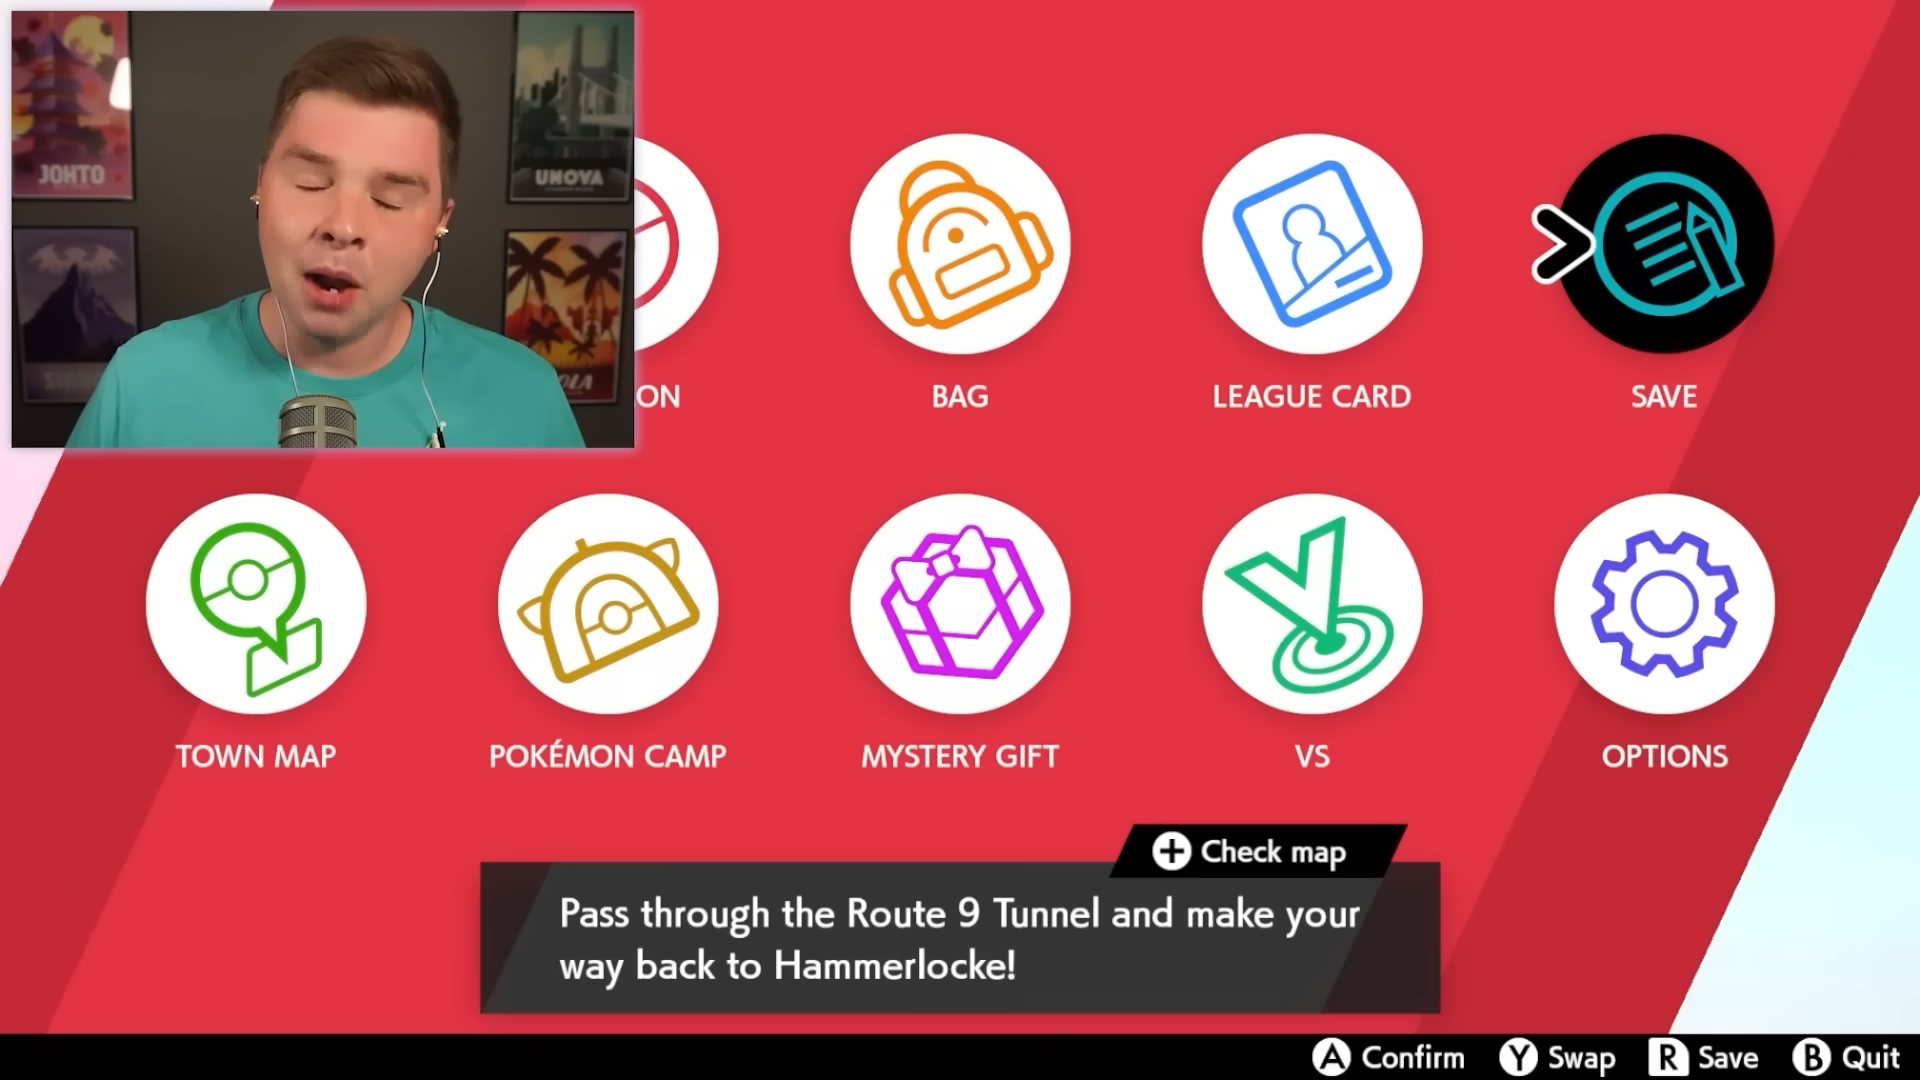 JOHTO
UNOVA
OLA
ON
BAG
LEAGUE CARD
SAVE
TOWN MAP
POKÉMON CAMP
MYSTERY GIFT
VS
OPTIONS
Check map
Pass through the Route 9 Tunnel and make your
way back to Hammerlocke!
A Confirm
Y Swap
R Save
B Quit